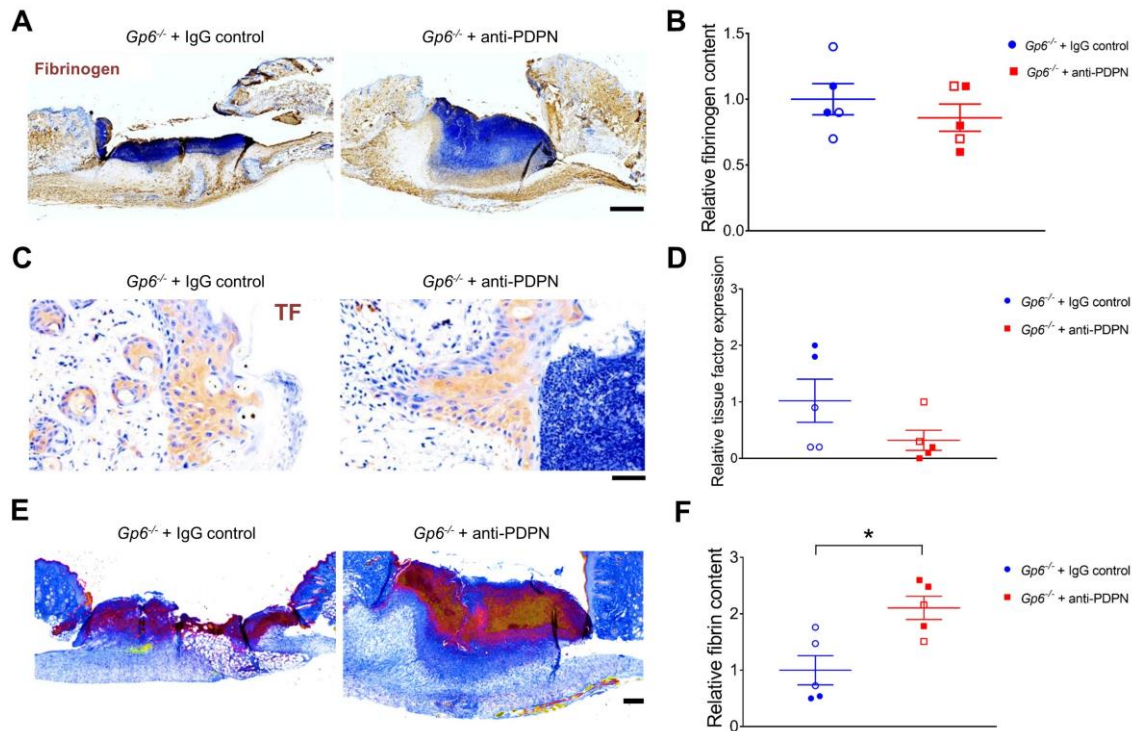 A
Gp6-/- + IgG control
Gp6-/- + anti-PDPN
Fibrinogen
B
Relative fibrinogen content
1.5
1.0
0.5
0.0
Gp6-/- + IgG control
Gp6-/- + anti-PDPN
C
Gp6-/- + IgG control
Gp6-/- + anti-PDPN
TF
D
Relative tissue factor expression
3
2
1
0
Gp6-/- + IgG control
Gp6-/- + anti-PDPN
E
Gp6-/- + IgG control
Gp6-/- + anti-PDPN
F
Relative fibrin content
3
2
1
0
*
Gp6-/- + IgG control
Gp6-/- + anti-PDPN